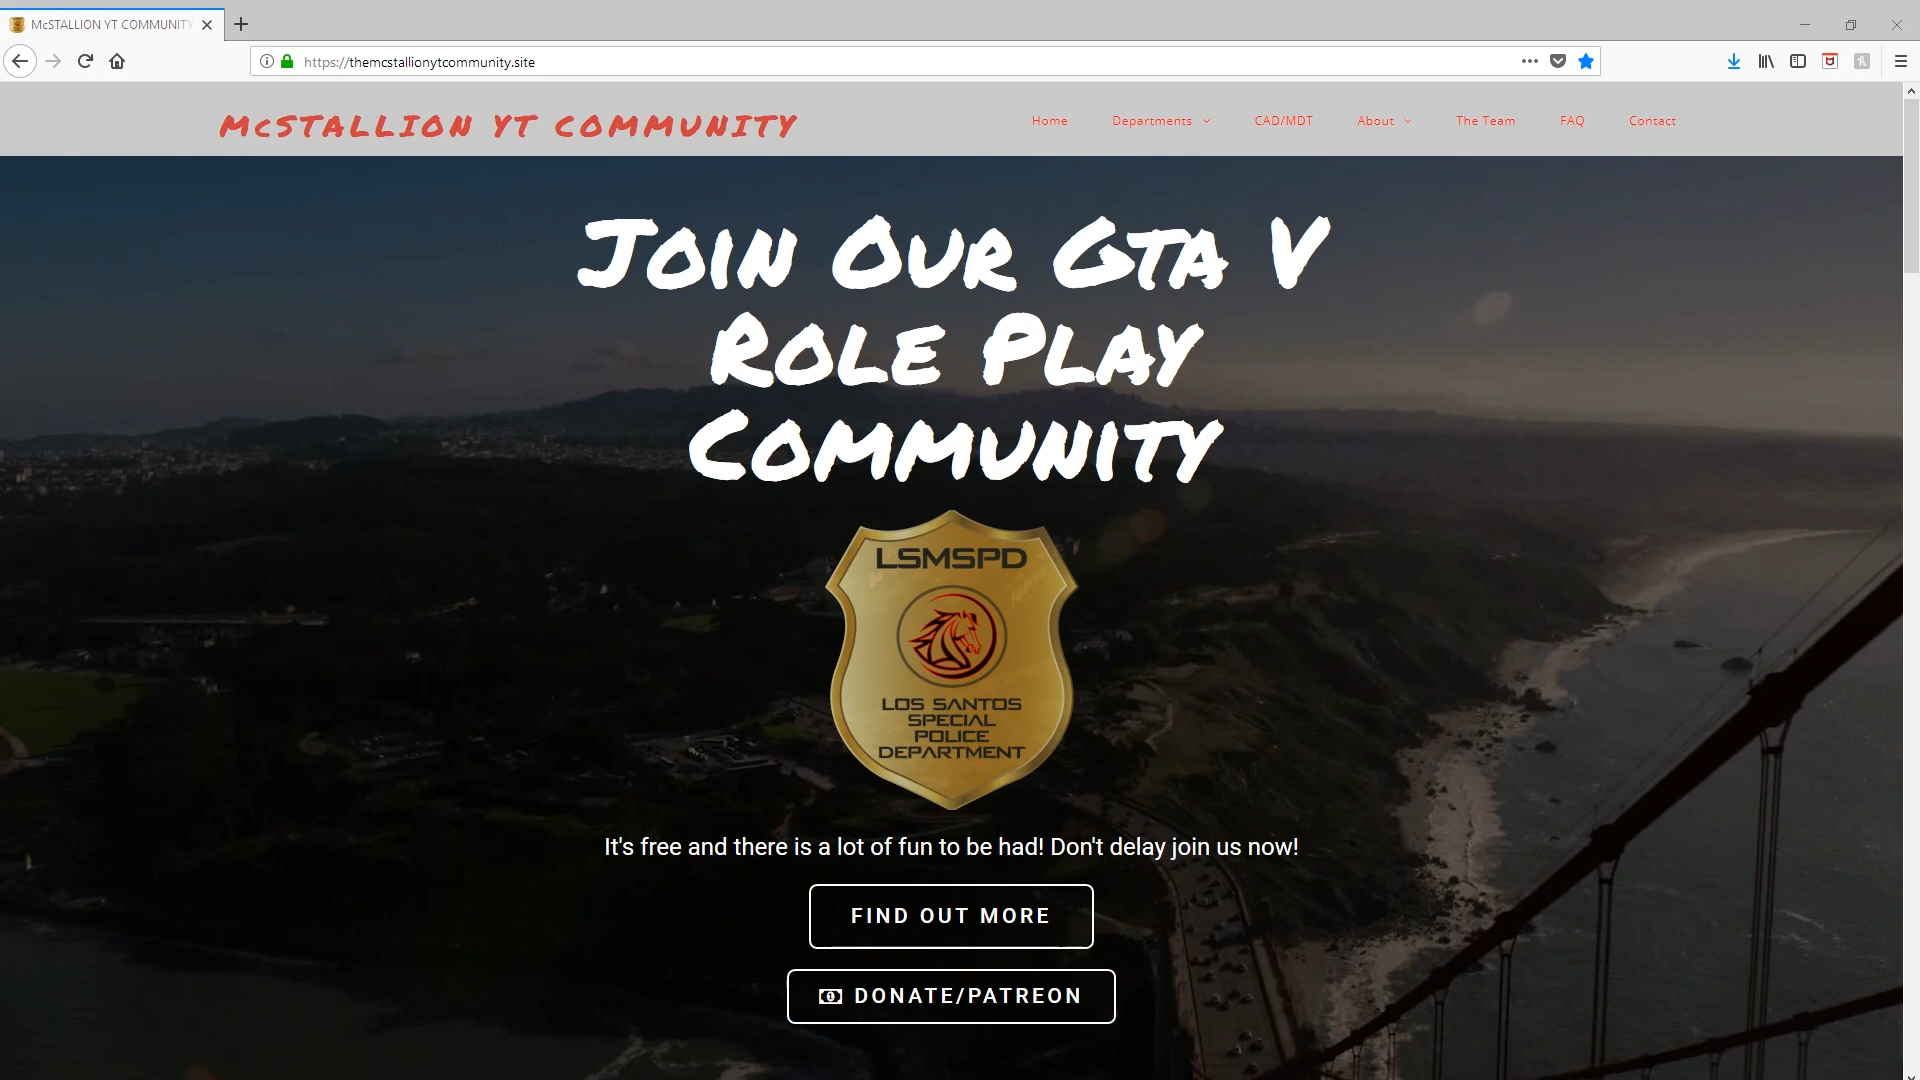 McSTALLION YT COMMUNITY
https://themcstallionytcommunity.site
McSTALLION YT COMMUNITY
Home Departments CAD/MDT About The Team FAQ Contact
Join Our Gta V
Role Play
Community
LSMSPD
LOS SANTOS
SPECIAL
POLICE
DEPARTMENT
It's free and there is a lot of fun to be had! Don't delay join us now!
FIND OUT MORE
DONATE/PATREON